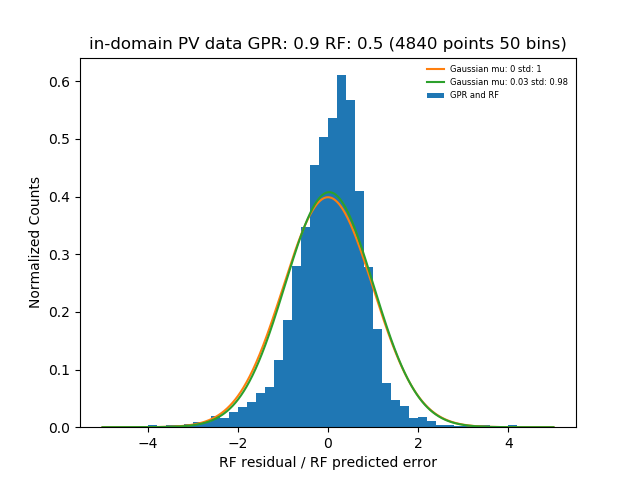 in-domain PV data GPR: 0.9 RF: 0.5 (4840 points 50 bins)
Gaussian mu: 0 std: 1
Gaussian mu: 0.03 std: 0.98
GPR and RF
Normalized Counts
0.6
0.5
0.4
0.3
0.2
0.1
0.0
−4 −2 0 2 4
RF residual / RF predicted error